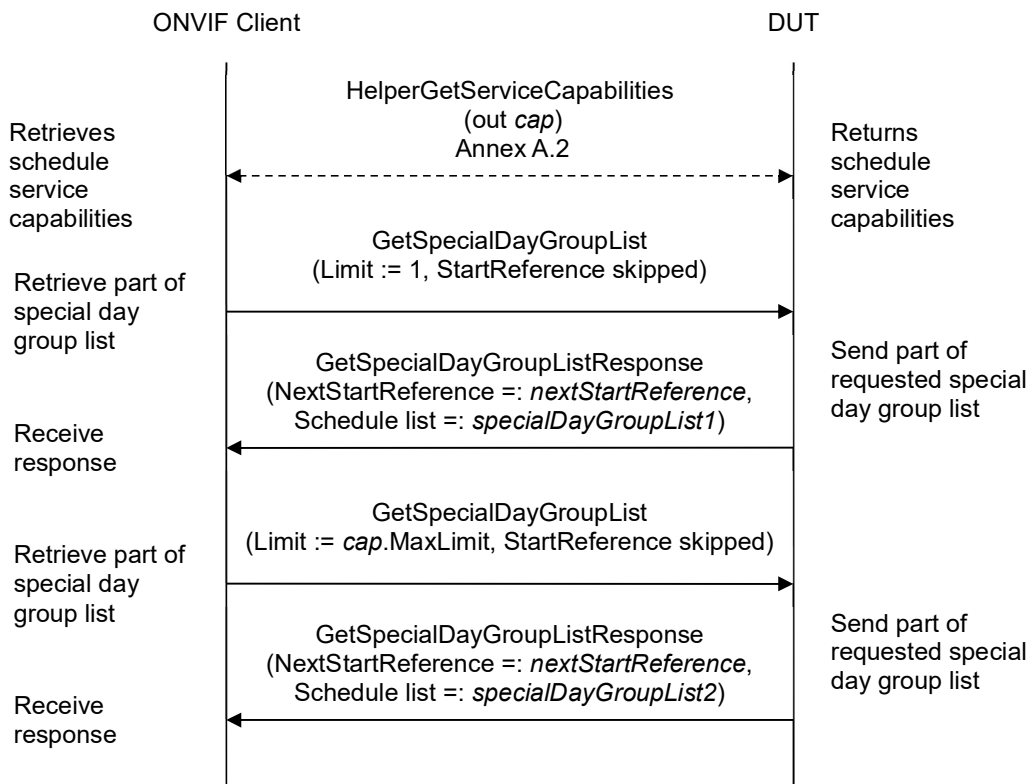 ONVIF Client
DUT
HelperGetServiceCapabilities
(out cap)
Annex A.2
Retrieves
schedule
service
capabilities
Returns
schedule
service
capabilities
GetSpecialDayGroupList
(Limit := 1, StartReference skipped)
Retrieve part of
special day
group list
GetSpecialDayGroupListResponse
(NextStartReference =: nextStartReference,
Schedule list =: specialDayGroupList1)
Send part of
requested special
day group list
Receive
response
GetSpecialDayGroupList
(Limit := cap.MaxLimit, StartReference skipped)
Retrieve part of
special day
group list
GetSpecialDayGroupListResponse
(NextStartReference =: nextStartReference,
Schedule list =: specialDayGroupList2)
Send part of
requested special
day group list
Receive
response